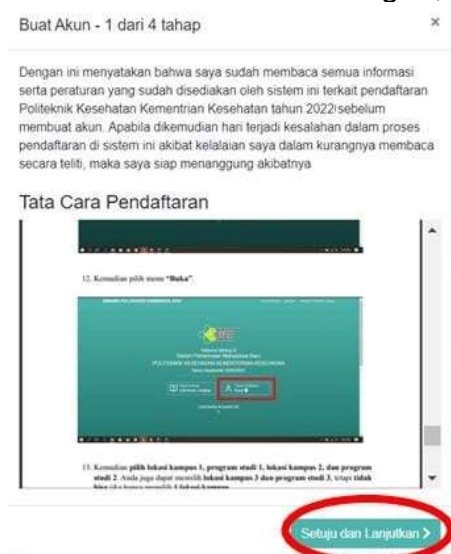 Buat Akun - 1 dari 4 tahap
×
Dengan ini menyatakan bahwa saya sudah membaca semua informasi
serta peraturan yang sudah disediakan oleh sistem ini terkait pendaftaran
Politeknik Kesehatan Kementrian Kesehatan tahun 2022 sebelum
membuat akun. Apabila dikemudian hari terjadi kesalahan dalam proses
pendaftaran di sistem ini akibat kelalaian saya dalam kurangnya membaca
secara teliti, maka saya siap menanggung akibatnya
Tata Cara Pendaftaran
12. Kemudian pilih menu “Buka”.
13. Kemudian pilih lokasi kampus 1, program studi 1, lokasi kampus 2, dan program
studi 2. Anda juga dapat memilih lokasi kampus 3 dan program studi 3, tetapi tidak
Setuju dan Lanjutkan >